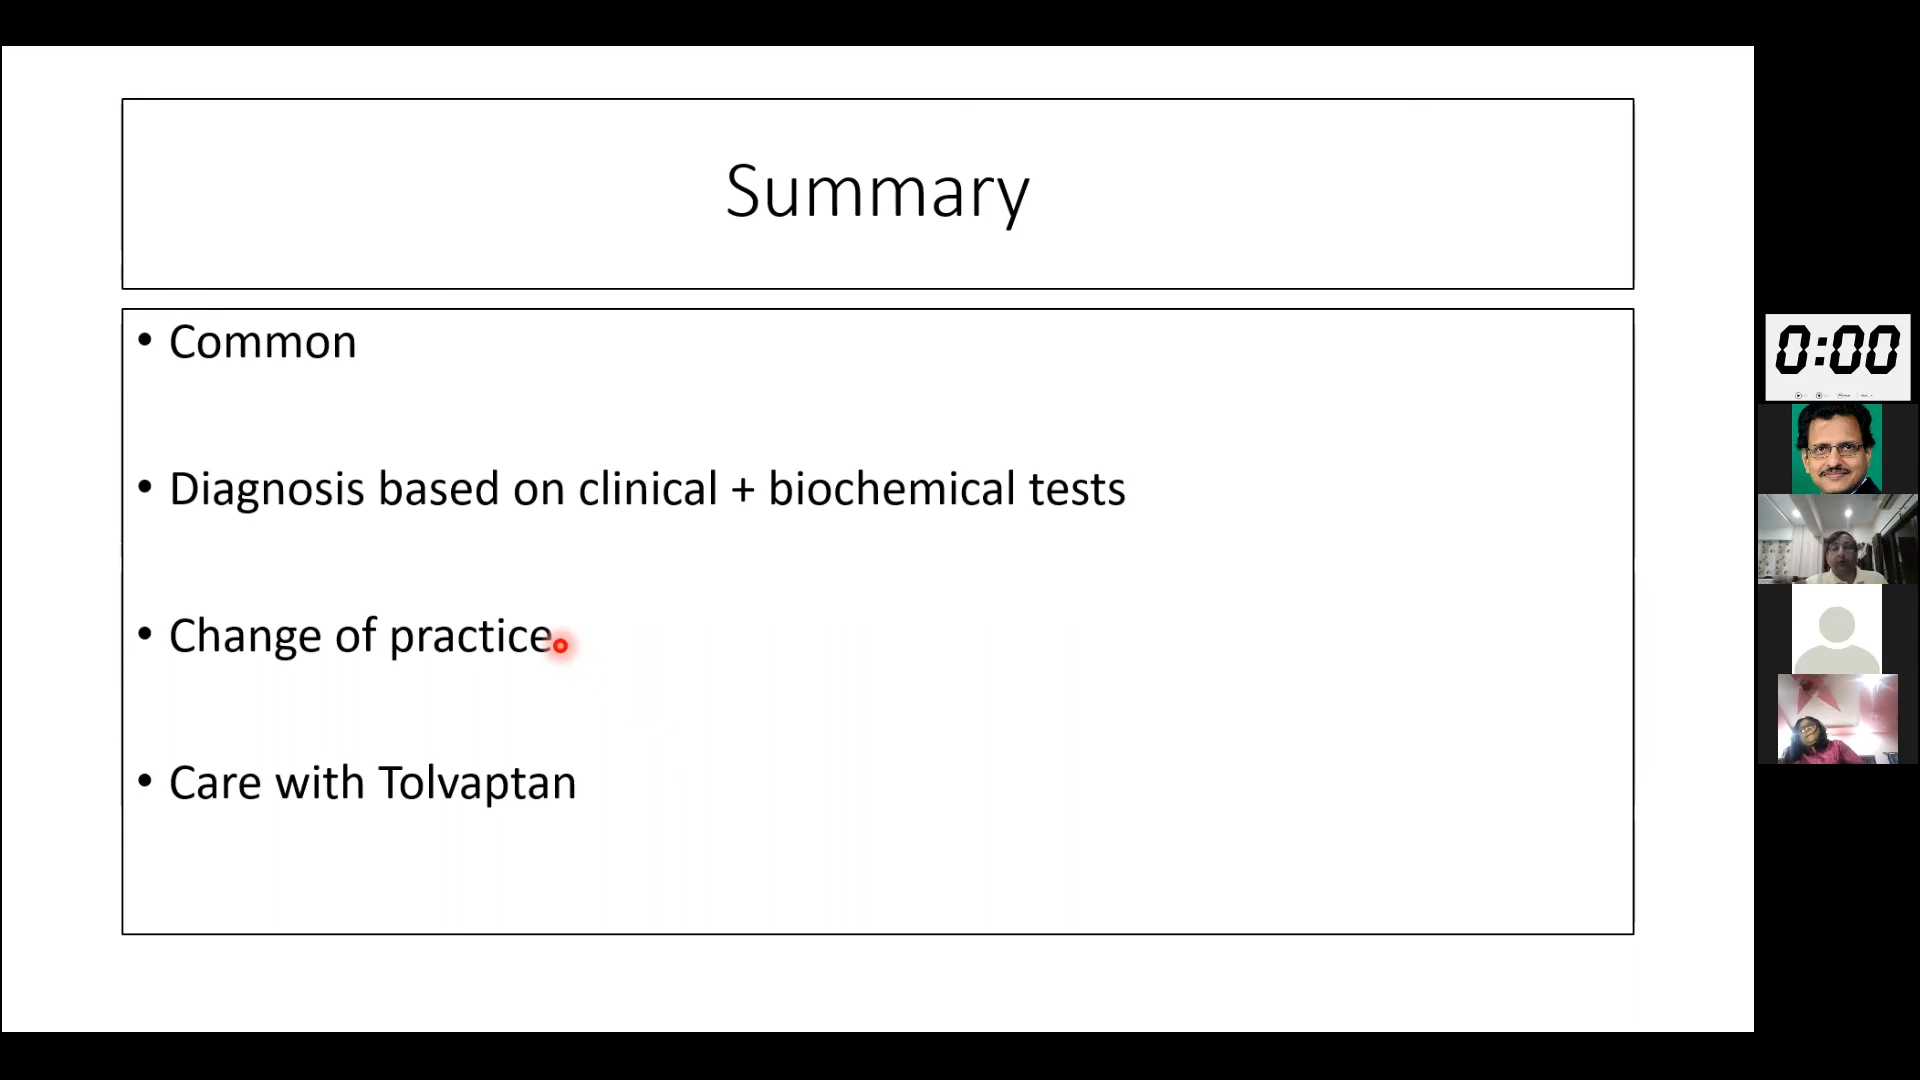 Summary
• Common
• Diagnosis based on clinical + biochemical tests
• Change of practice
• Care with Tolvaptan
0:00